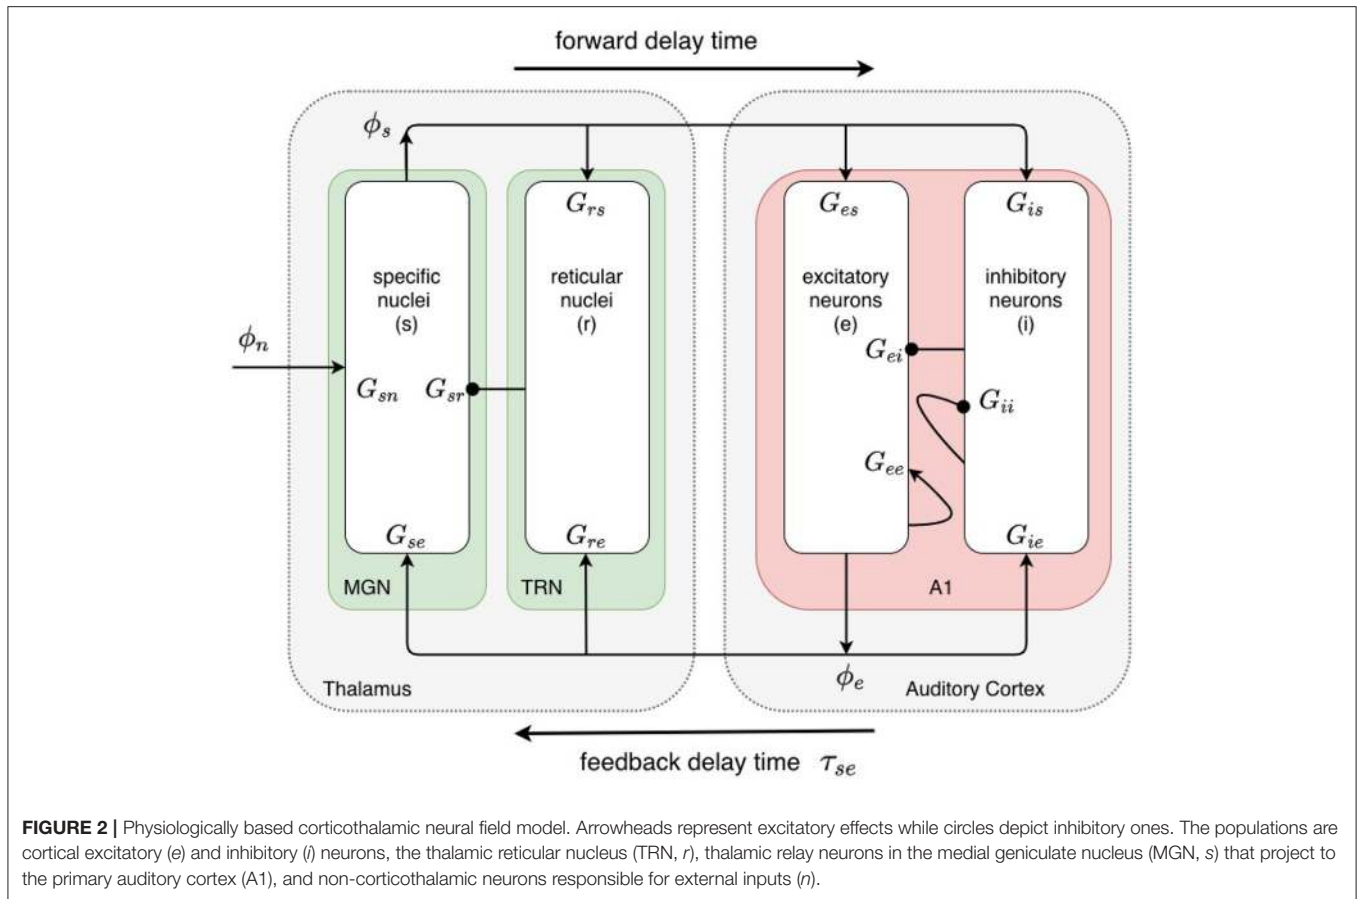 forward delay time
ϕs
Grs
Ges
Gis
specific
nuclei
(s)
reticular
nuclei
(r)
excitatory
neurons
(e)
inhibitory
neurons
(i)
ϕn
Gei
Gsn
Gsr
Gii
Gee
Gse
Gre
Gie
MGN
TRN
A1
Thalamus
ϕe
Auditory Cortex
feedback delay time τse
FIGURE 2 | Physiologically based corticothalamic neural field model. Arrowheads represent excitatory effects while circles depict inhibitory ones. The populations are
cortical excitatory (e) and inhibitory (i) neurons, the thalamic reticular nucleus (TRN, r), thalamic relay neurons in the medial geniculate nucleus (MGN, s) that project to
the primary auditory cortex (A1), and non-corticothalamic neurons responsible for external inputs (n).